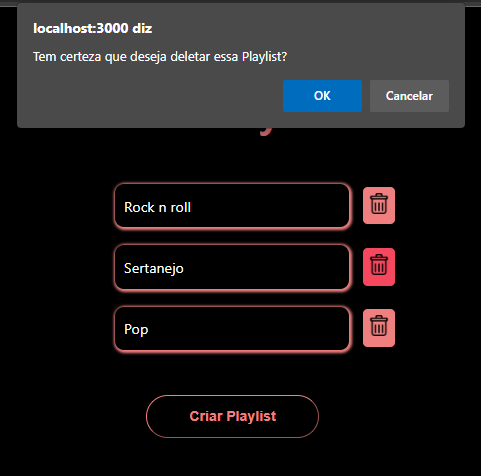 localhost:3000 diz
Tem certeza que deseja deletar essa Playlist?
OK
Cancelar
Rock n roll
Sertanejo
Pop
Criar Playlist